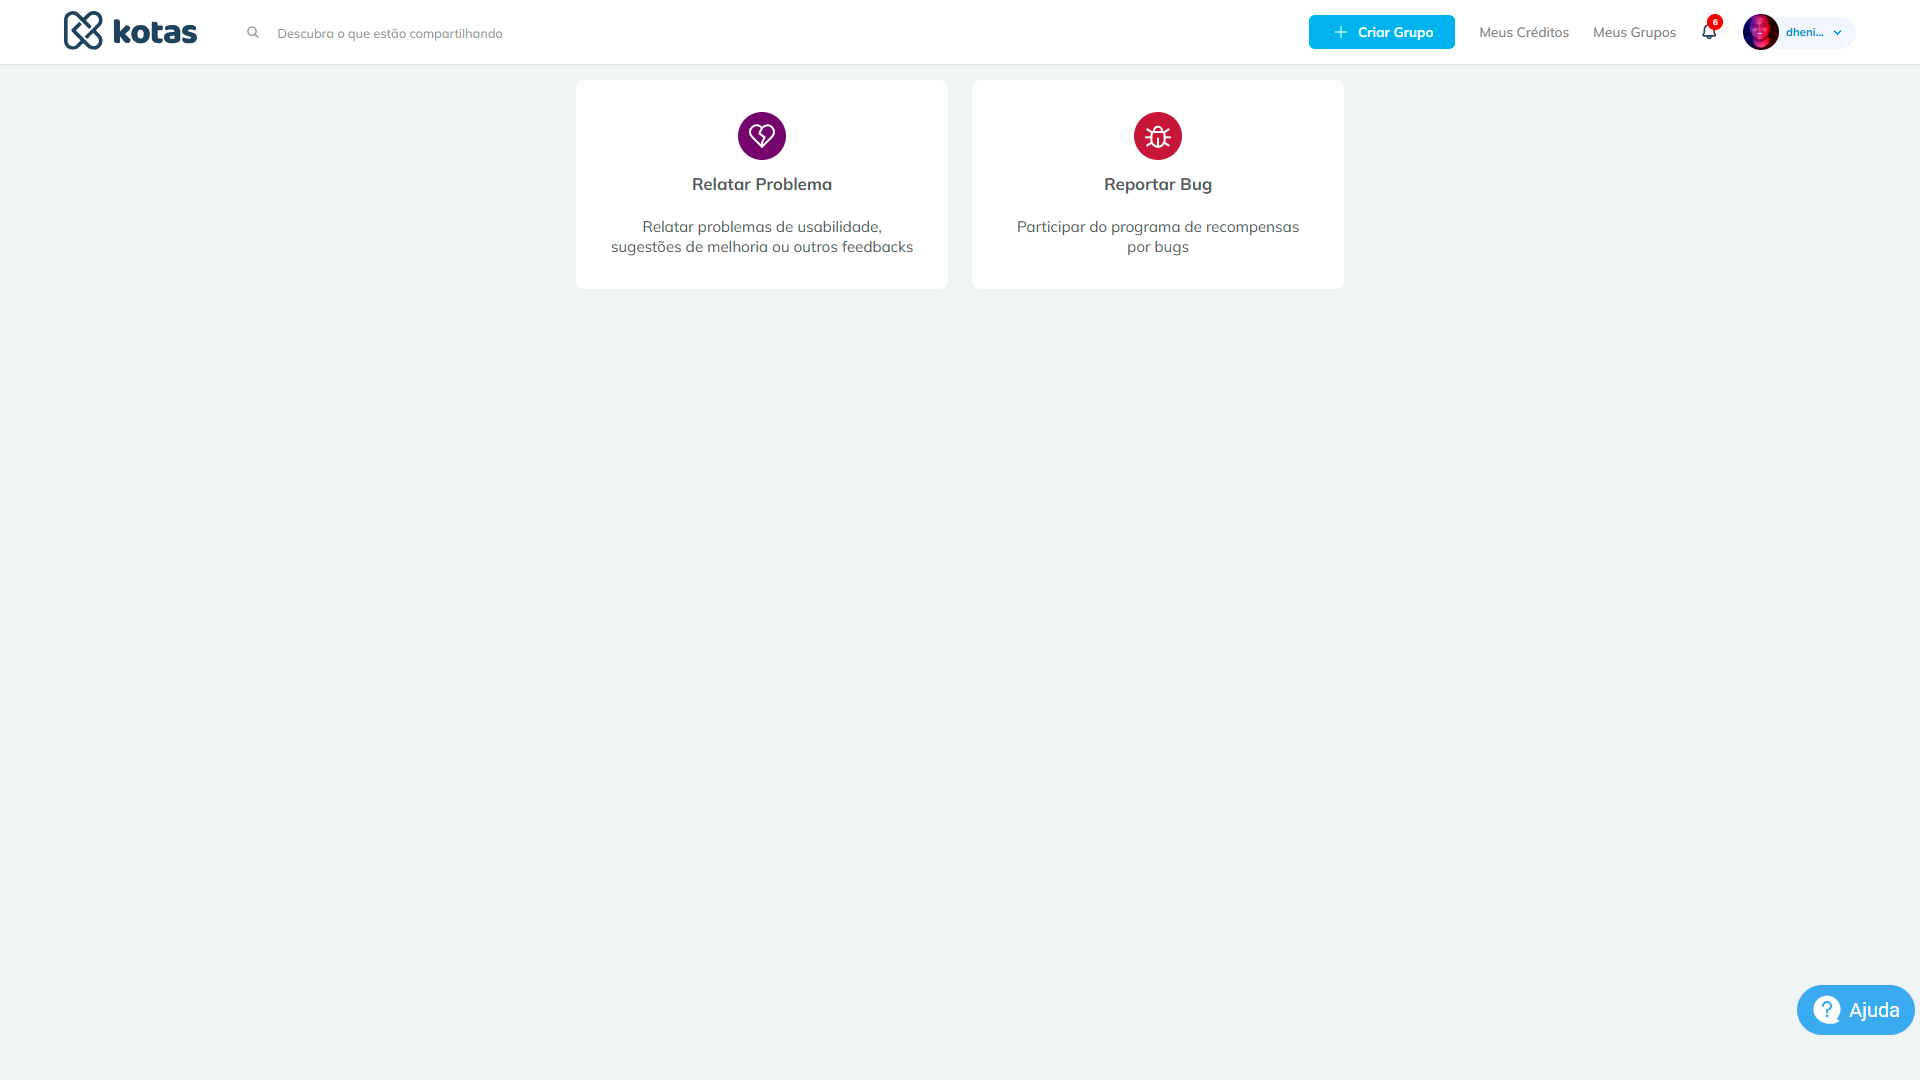 kotas
Descubra o que estão compartilhando
Criar Grupo
Meus Créditos
Meus Grupos
6
dheni...
Relatar Problema
Relatar problemas de usabilidade,
sugestões de melhoria ou outros feedbacks
Reportar Bug
Participar do programa de recompensas
por bugs
? Ajuda